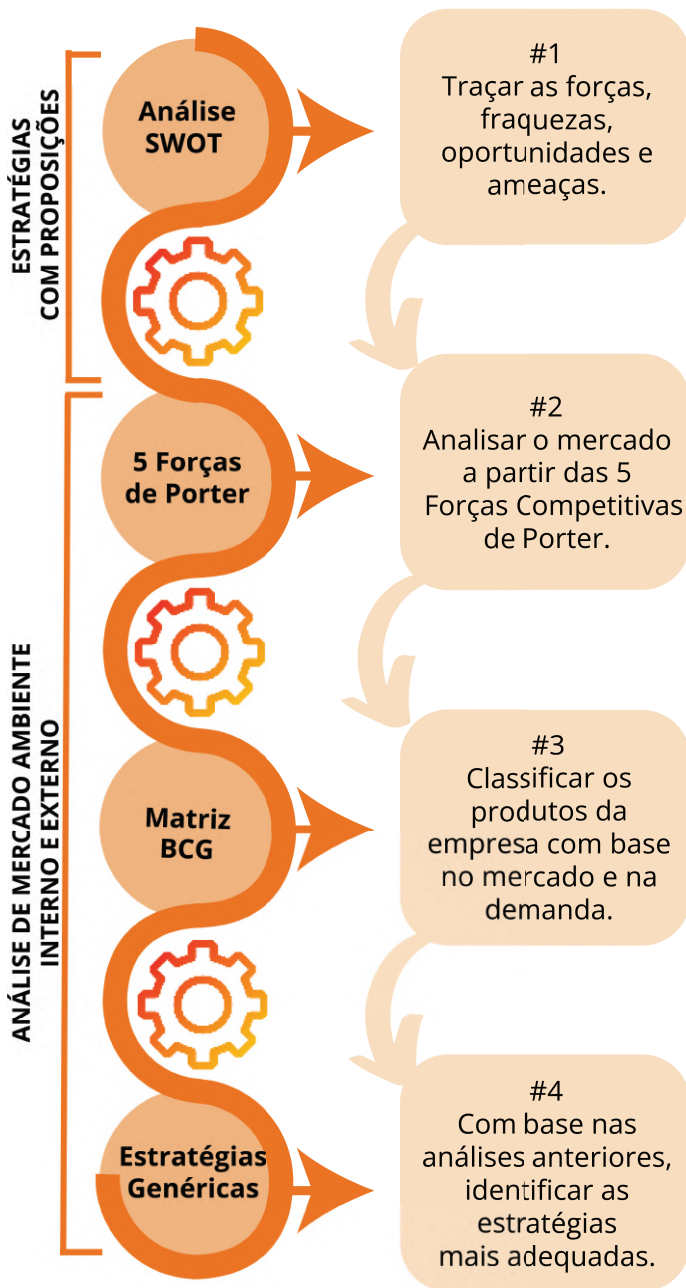 ESTRATÉGIAS
COM PROPOSIÇÕES
Análise
SWOT
#1
Traçar as forças,
fraquezas,
oportunidades e
ameaças.
ANÁLISE DE MERCADO AMBIENTE
INTERNO E EXTERNO
5 Forças
de Porter
#2
Analisar o mercado
a partir das 5
Forças Competitivas
de Porter.
Matriz
BCG
#3
Classificar os
produtos da
empresa com base
no mercado e na
demanda.
Estratégias
Genéricas
#4
Com base nas
análises anteriores,
identificar as
estratégias
mais adequadas.